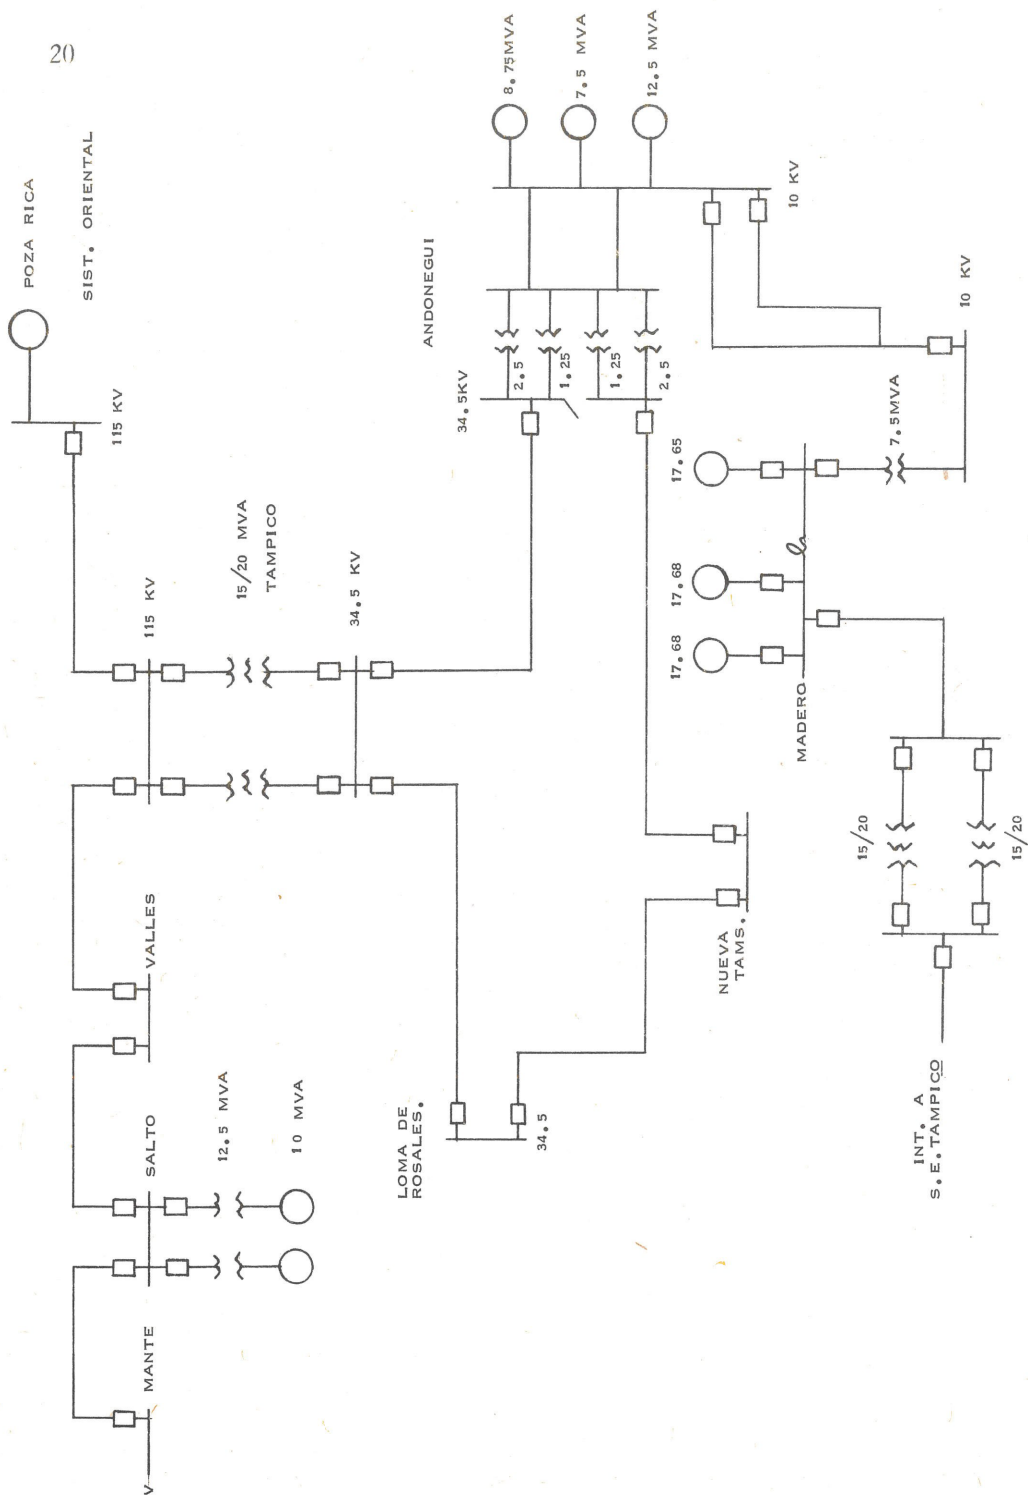 20
POZA RICA
SIST. ORIENTAL
115 KV
8.75MVA
7.5 MVA
12.5 MVA
ANDONEGUI
34.5KV
2.5
1.25
1.25
2.5
10 KV
10 KV
115 KV
15/20 MVA
TAMPICO
34.5 KV
17.65
17.68
17.68
7.5MVA
MADERO
VALLES
SALTO
12.5 MVA
10 MVA
MANTE
V
LOMA DE
ROSALES.
34.5
NUEVA
TAMS.
15/20
15/20
INT. A
S.E.TAMPICO